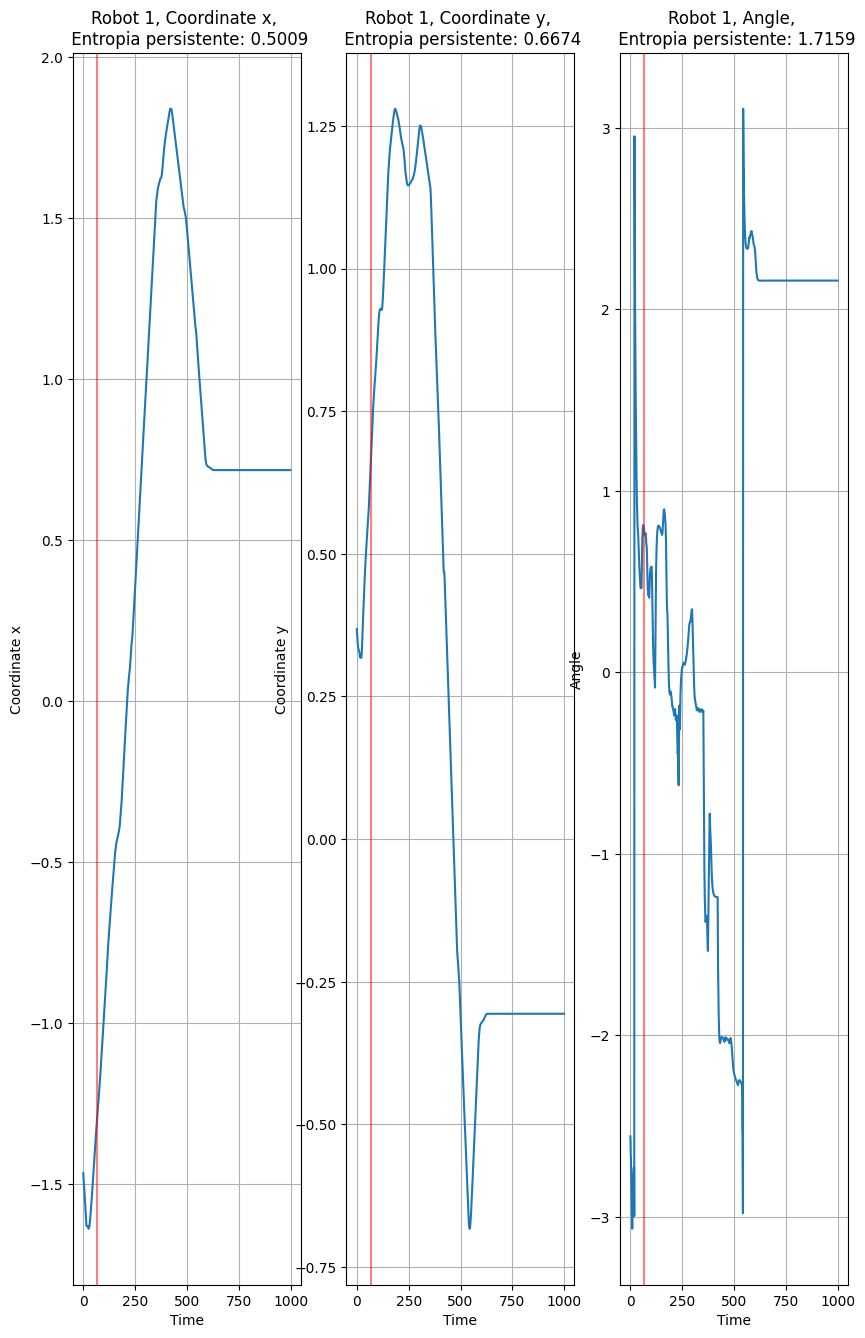 Robot 1, Coordinate x,
Entropia persistente: 0.5009
2.0
1.5
1.0
0.5
0.0
−0.5
−1.0
−1.5
Coordinate x
0 250 500 750 1000
Time
Robot 1, Coordinate y,
Entropia persistente: 0.6674
1.25
1.00
0.75
0.50
0.25
0.00
−0.25
−0.50
−0.75
Coordinate y
0 250 500 750 1000
Time
Robot 1, Angle,
Entropia persistente: 1.7159
3
2
1
0
−1
−2
−3
Angle
0 250 500 750 1000
Time